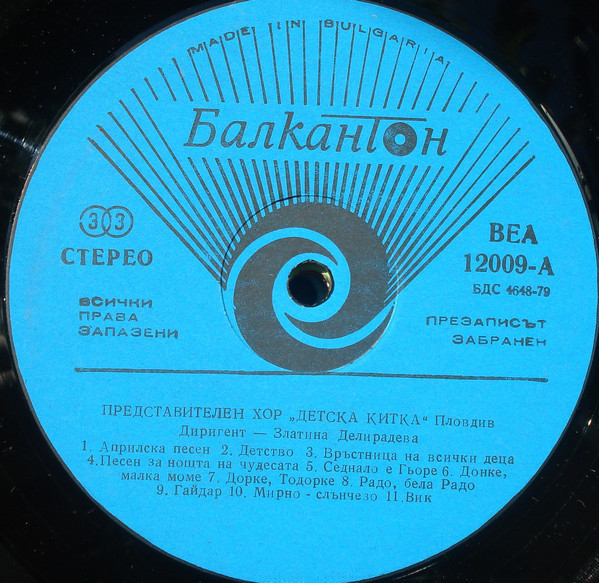 MADE IN BULGARIA
Балкантон
33
СТЕРЕО
ВСИЧКИ
ПРАВА
ЗАПАЗЕНИ
ВЕА
12009-А
БДС 4648-79
ПРЕЗАПИСЪТ
ЗАБРАНЕН
ПРЕДСТАВИТЕЛЕН ХОР „ДЕТСКА КИТКА“ Пловдив
Диригент — Златина Делирадева
1. Априлска песен 2. Детство 3. Връстница на всички деца
4.Песен за нощта на чудесата 5. Седнало е Гьоре 6. Донке,
малка моме 7. Дорке, Тодорке 8. Радо, бела Радо
9. Гайдар 10. Мирно - слънчезо 11.Вик